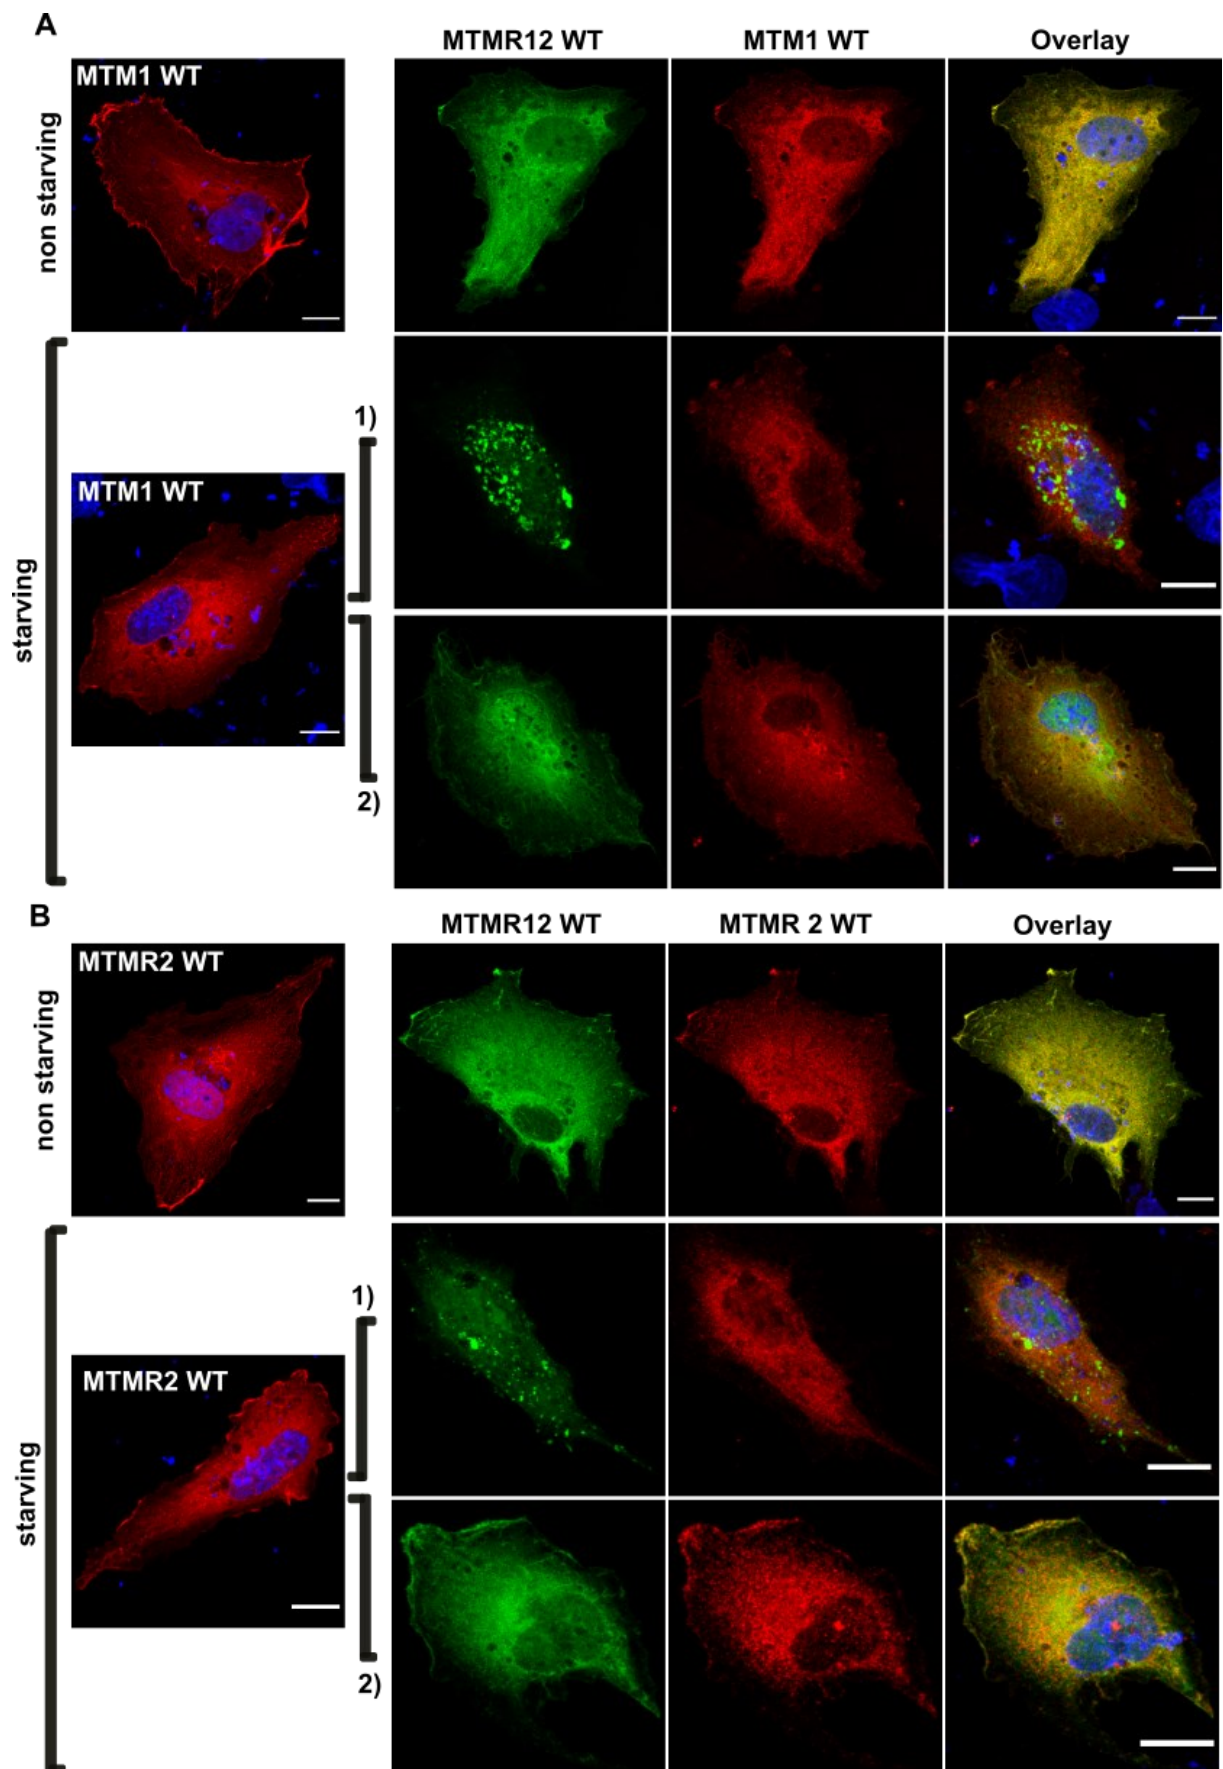 A
MTMR12 WT MTM1 WT Overlay
MTM1 WT
non starving
1)
MTM1 WT
starving
2)
B
MTMR12 WT MTMR 2 WT Overlay
MTMR2 WT
non starving
1)
MTMR2 WT
starving
2)